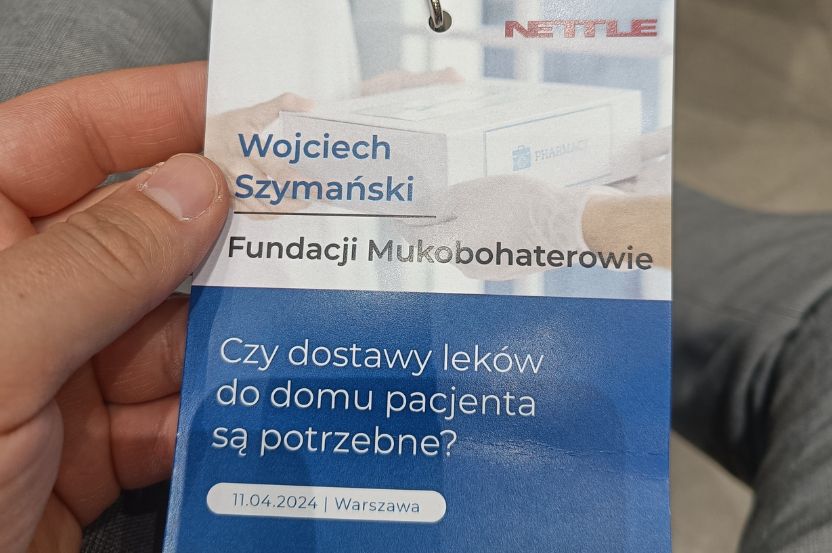 NETTLE
PHARMACY
Wojciech
Szymański
Fundacji Mukobohaterowie
Czy dostawy leków
do domu pacjenta
są potrzebne?
11.04.2024 | Warszawa